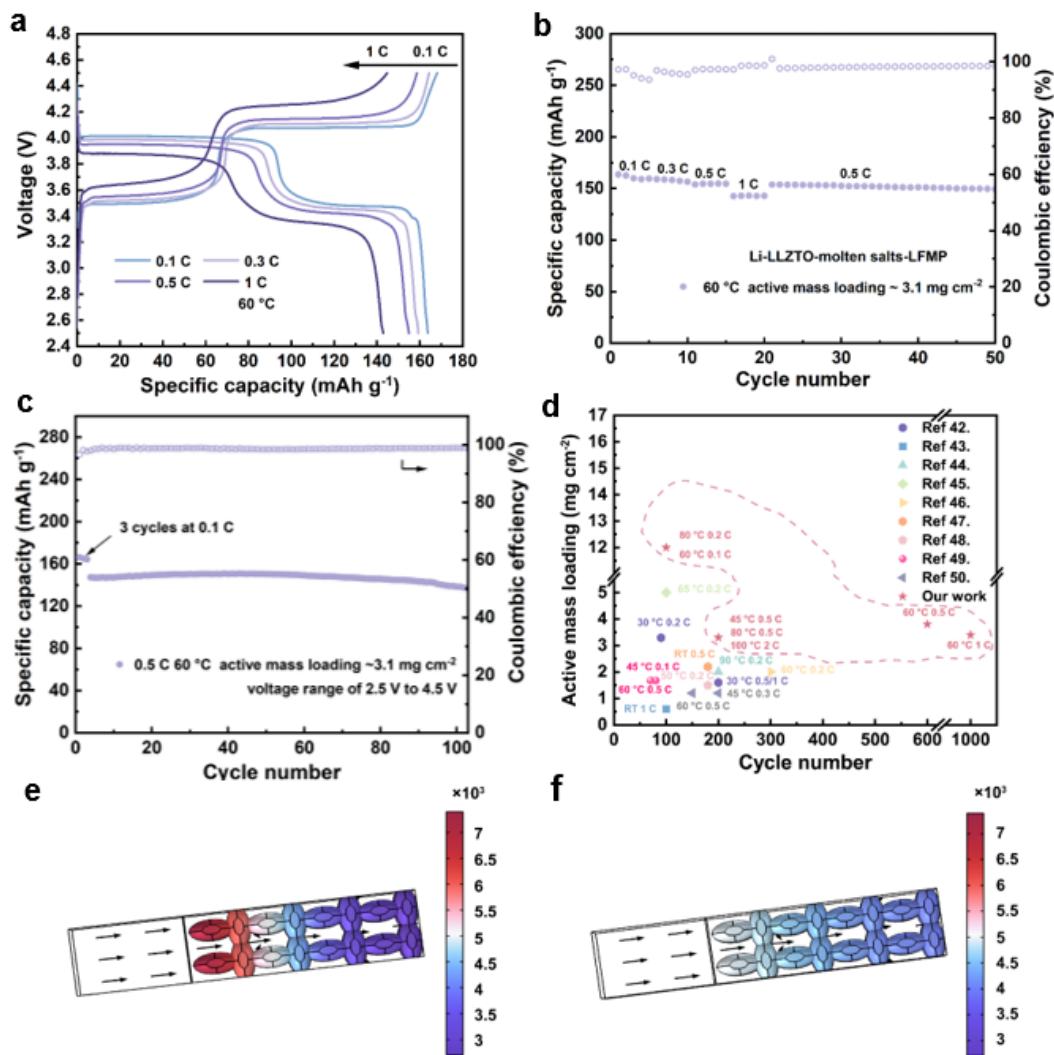 a
4.8
4.4
4.0
3.6
3.2
2.8
2.4
Voltage (V)
1 C 0.1 C
0.1 C 0.3 C
0.5 C 1 C
60 °C
0 20 40 60 80 100 120 140 160 180
Specific capacity (mAh g-1)
b
300
275
250
225
200
175
150
125
100
75
50
25
0
Specific capacity (mAh g-1)
0.1 C 0.3 C 0.5 C 1 C 0.5 C
Li-LLZTO-molten salts-LFMP
60 °C active mass loading ~ 3.1 mg cm-2
100
80
60
40
20
0
Coulombic effciency (%)
0 10 20 30 40 50
Cycle number
c
280
240
200
160
120
80
40
0
Specific capacity (mAh g-1)
3 cycles at 0.1 C
0.5 C 60 °C active mass loading ~3.1 mg cm-2
voltage range of 2.5 V to 4.5 V
100
80
60
40
20
0
Coulombic effciency (%)
0 20 40 60 80 100
Cycle number
d
17
16
15
14
13
12
5
4
3
2
1
0
Active mass loading (mg cm-2)
Ref 42.
Ref 43.
Ref 44.
Ref 45.
Ref 46.
Ref 47.
Ref 48.
Ref 49.
Ref 50.
Our work
80 °C 0.2 C
60 °C 0.1 C
65 °C 0.2 C
30 °C 0.2 C
45 °C 0.5 C
80 °C 0.5 C
100 °C 2 C
60 °C 0.5 C
60 °C 1 C
RT 0.5 C
90 °C 0.2 C
60 °C 0.2 C
45 °C 0.1 C
50 °C 0.2 C
60 °C 0.5 C
30 °C 0.5/1 C
45 °C 0.3 C
60 °C 0.5 C
RT 1 C
0 100 200 300 400 500 600 1000
Cycle number
e
×10³
7
6.5
6
5.5
5
4.5
4
3.5
3
f
×10³
7
6.5
6
5.5
5
4.5
4
3.5
3